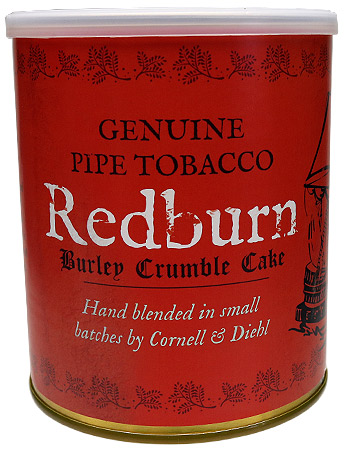 GENUINE
PIPE TOBACCO
Redburn
Burley Crumble Cake
Hand blended in small
batches by Cornell & Diehl